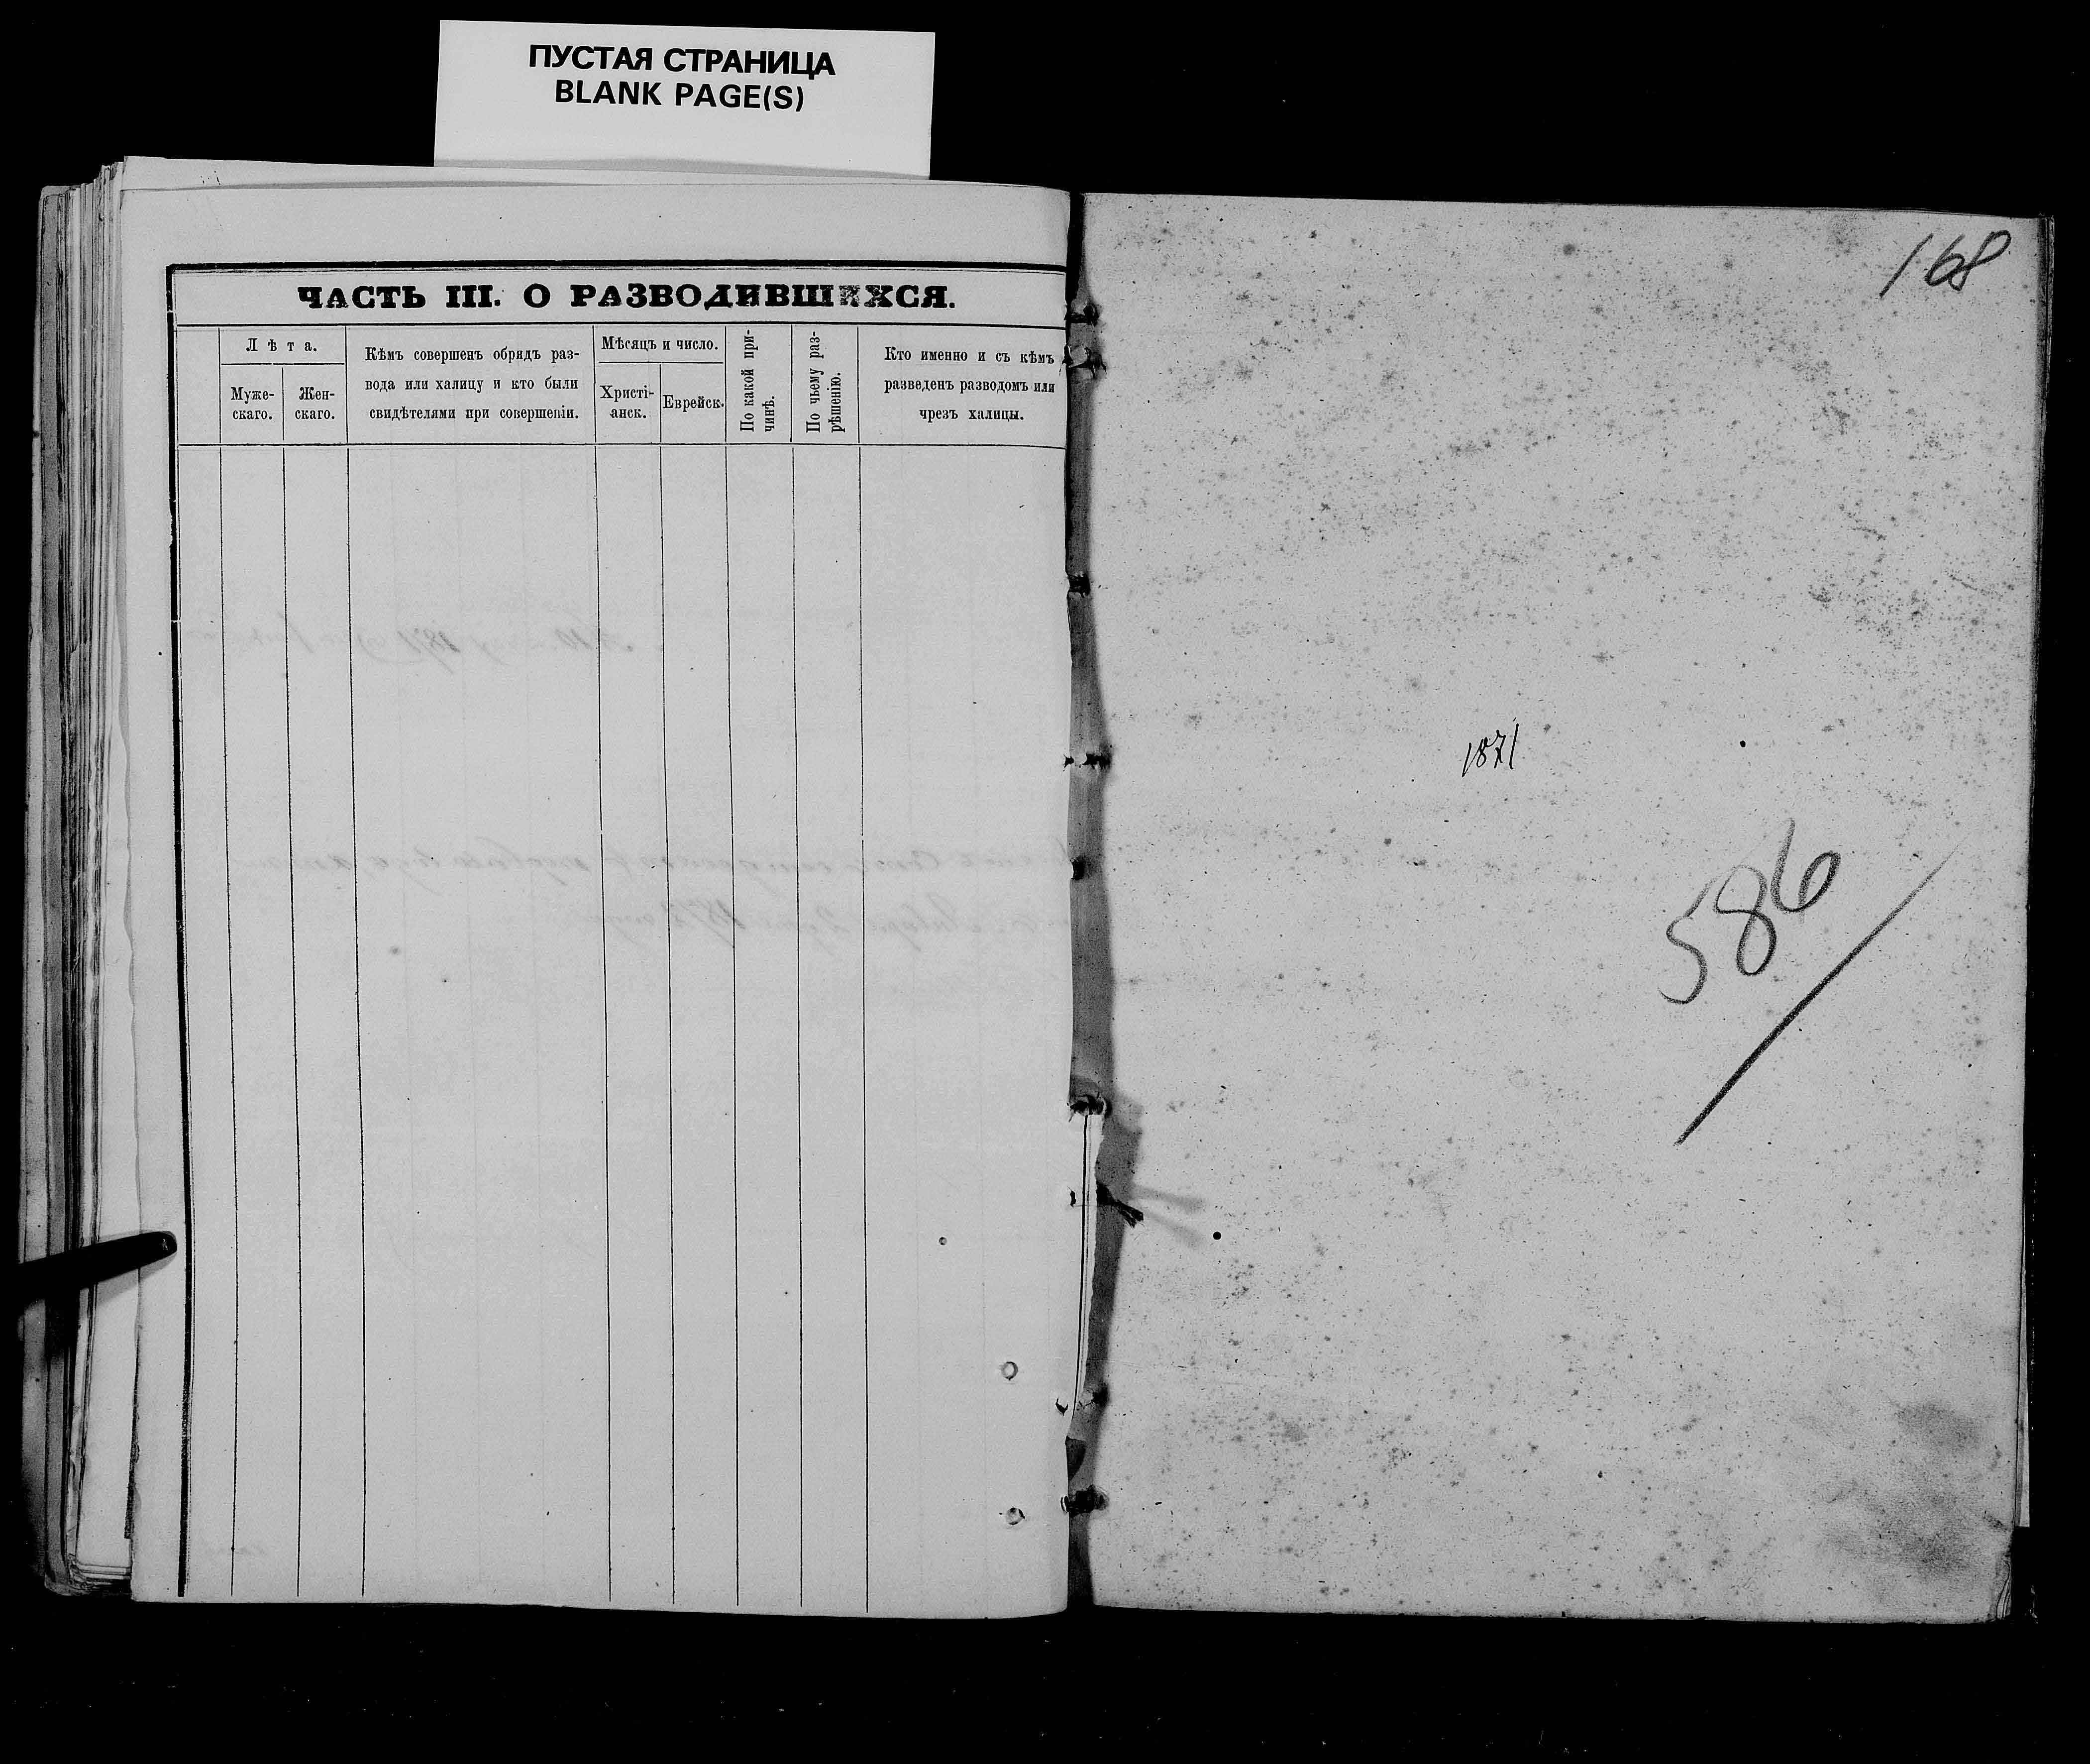 ПУСТАЯ СТРАНИЦА
BLANK PAGE(S)
ЧАСТЬ III. О РАЗВОДИВШИХСЯ.
Лѣта.
Муже-
скаго.
Жен-
скаго.
Кѣмъ совершенъ обрядъ раз-
вода или халицу и кто были
свидѣтелями при совершеніи.
Мѣсяцъ и число.
Христі-
анск.
Еврейск.
По какой при-
чинѣ.
По чьему раз-
рѣшенію.
Кто именно и съ кѣмъ
разведенъ разводомъ или
чрезъ халицы.
168
1871
586